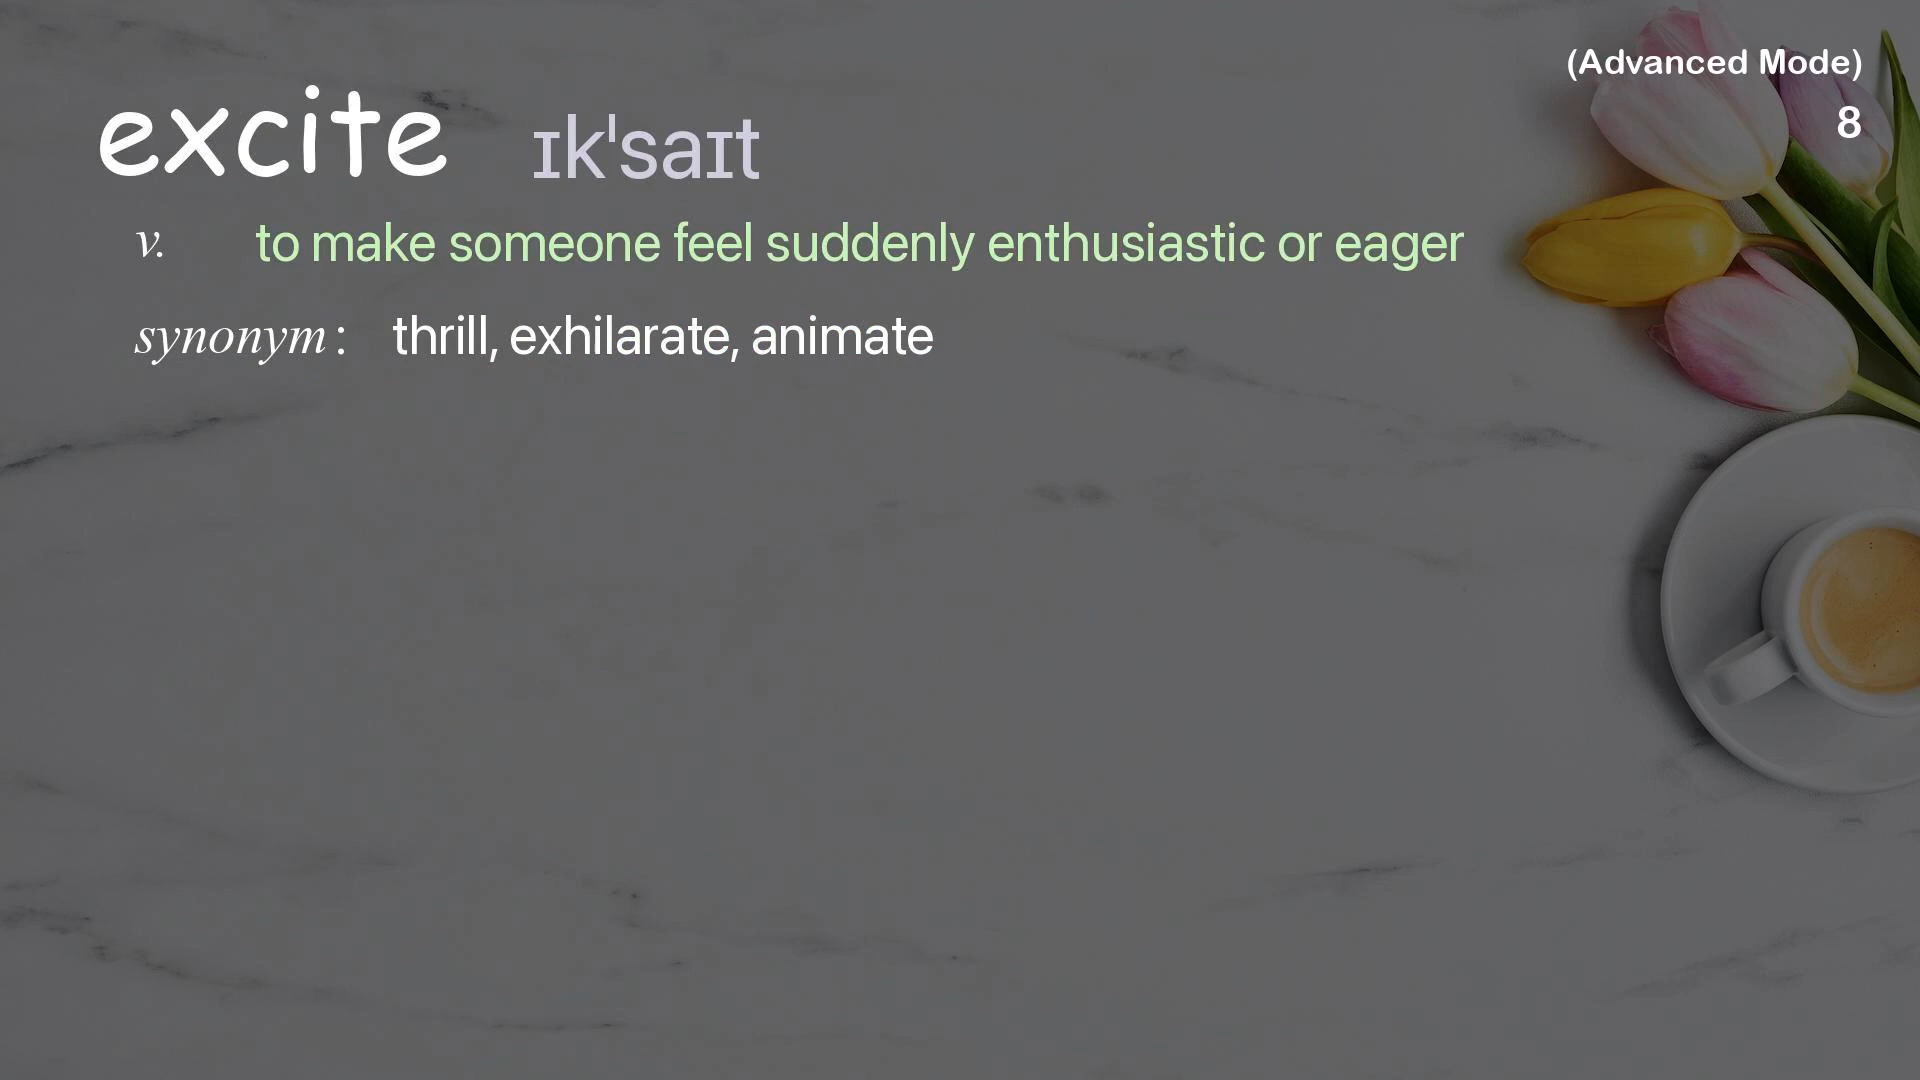 (Advanced Mode)
8
excite ɪk'saɪt
v. to make someone feel suddenly enthusiastic or eager
synonym: thrill, exhilarate, animate